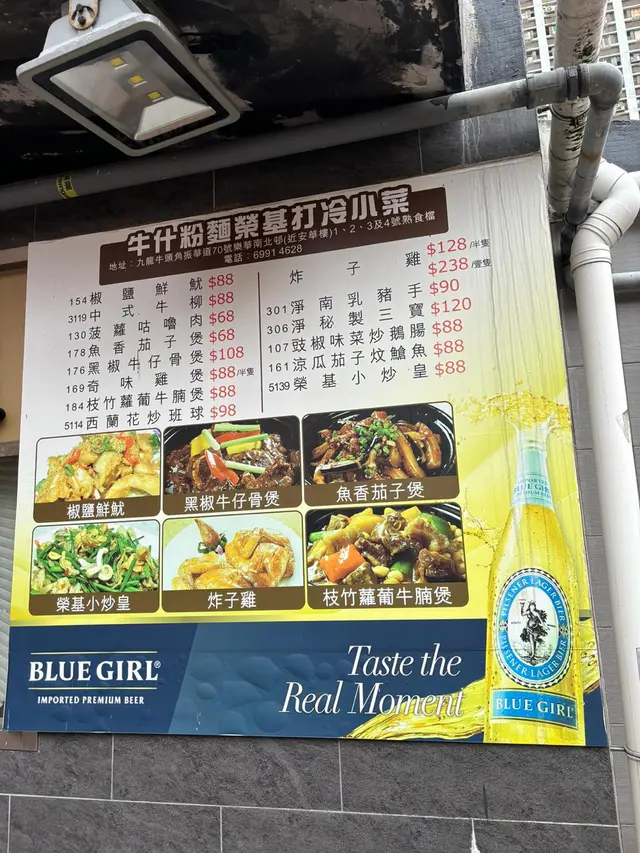 牛什粉麵榮基打冷小菜
地址：九龍牛頭角振華道70號樂華南北邨(近安華樓)1、2、3及4號熟食檔
電話：6991 4628
154 椒鹽鮮魷 $88
3119 中式牛柳 $88
130 菠蘿咕嚕肉 $68
178 魚香茄子煲 $68
176 黑椒牛仔骨煲 $108
169 奇味雞煲 $88/半隻
184 枝竹蘿蔔牛腩煲 $88
5114 西蘭花炒班球 $98
炸子雞 $128/半隻
$238/壹隻
301 淨南乳豬手 $90
306 淨秘製三寶 $120
107 豉椒味菜炒鵝腸 $88
161 涼瓜茄子炆鯰魚 $88
5139 榮基小炒皇 $88
椒鹽鮮魷
黑椒牛仔骨煲
魚香茄子煲
榮基小炒皇
炸子雞
枝竹蘿蔔牛腩煲
BLUE GIRL®
IMPORTED PREMIUM BEER
Taste the
Real Moment
BLUE GIRL
PILSENER LAGER BEER
PILSENER LAGER BEER
BLUE GIRL